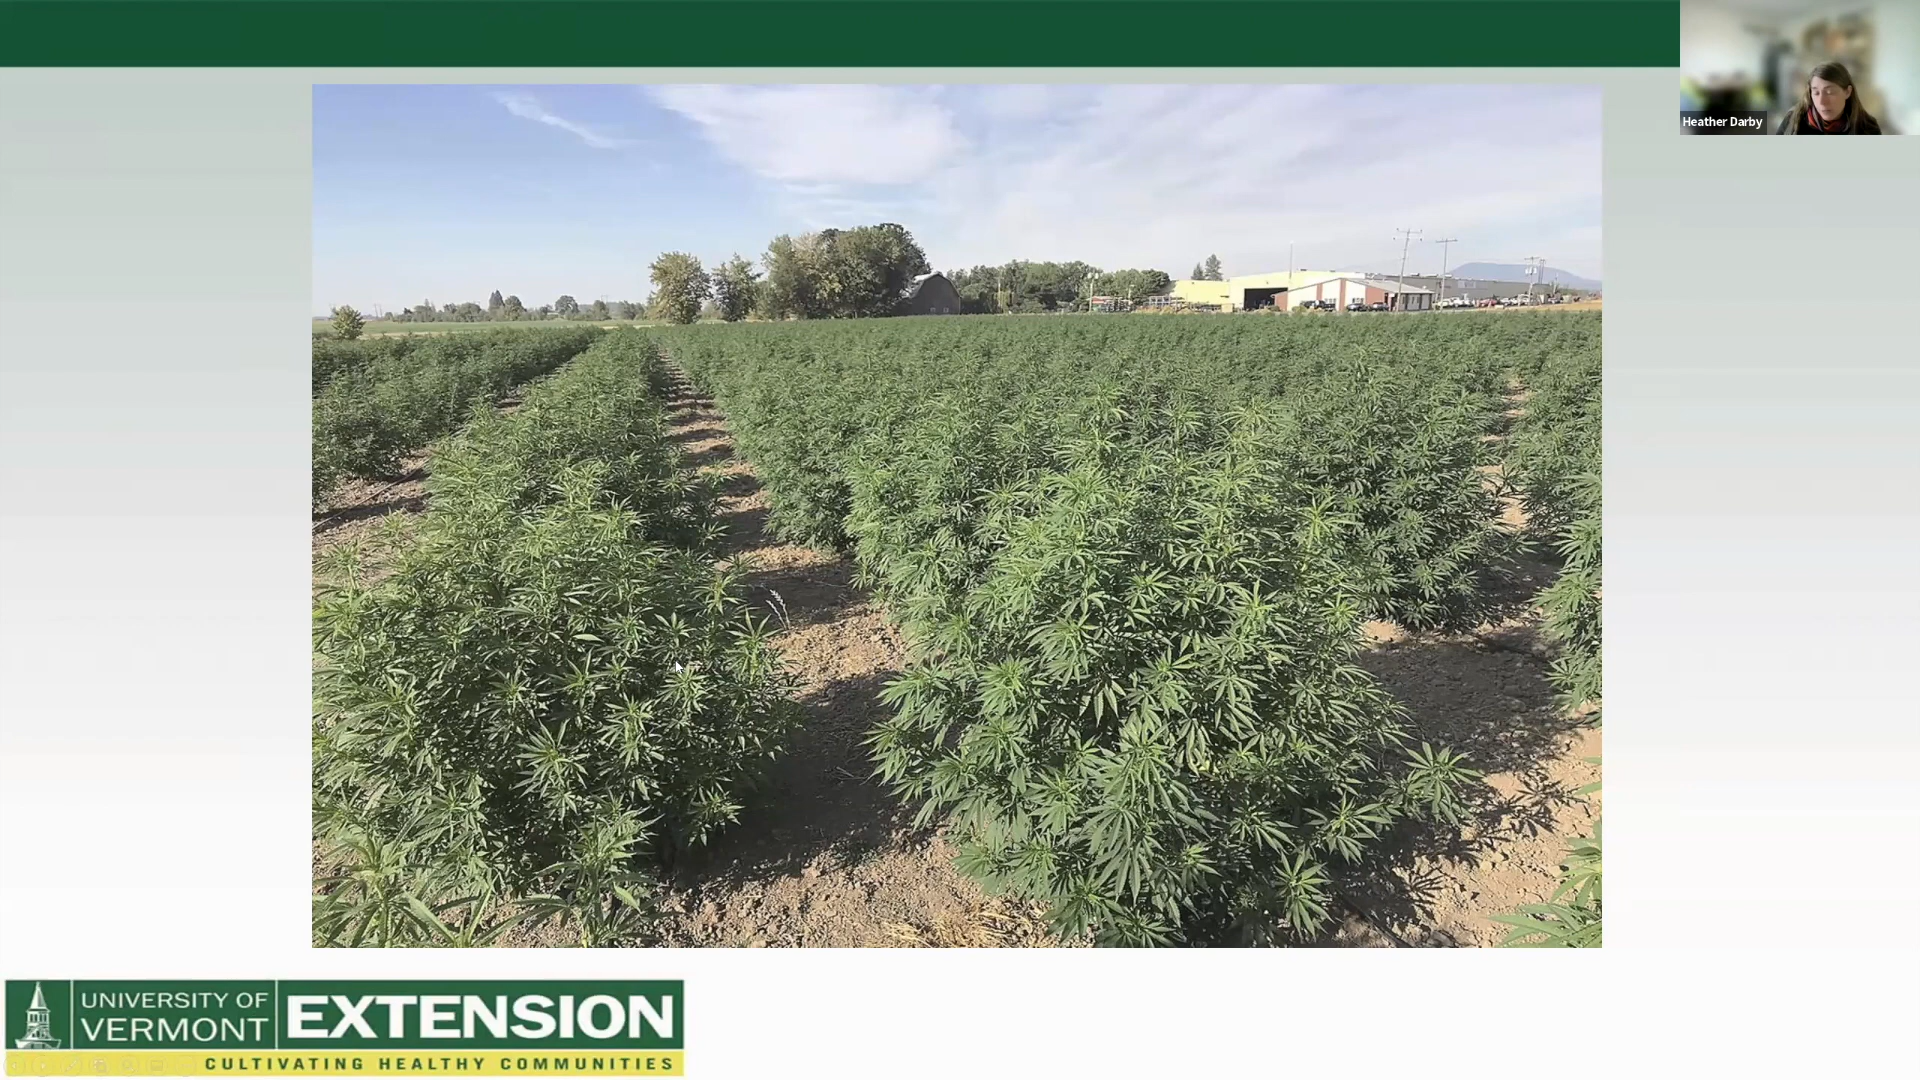 Heather Darby
UNIVERSITY OF
VERMONT
EXTENSION
CULTIVATING HEALTHY COMMUNITIES